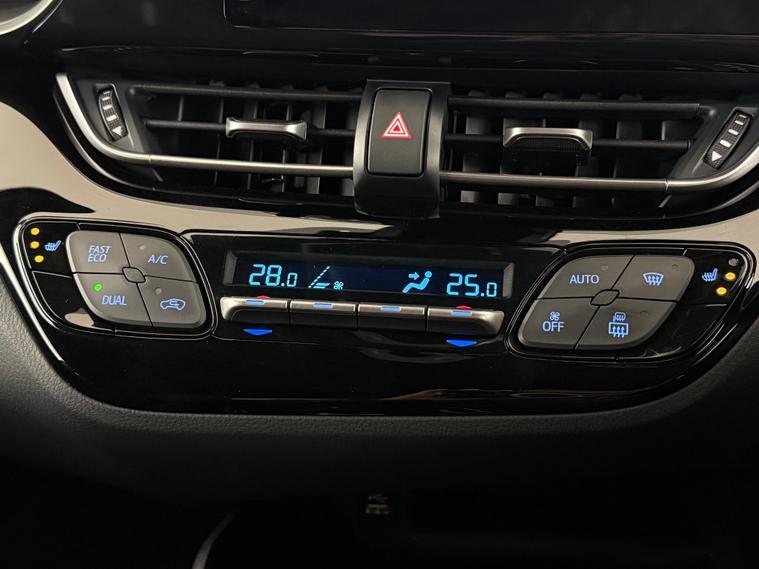 FAST
ECO
A/C
28.0
25.0
AUTO
DUAL
OFF